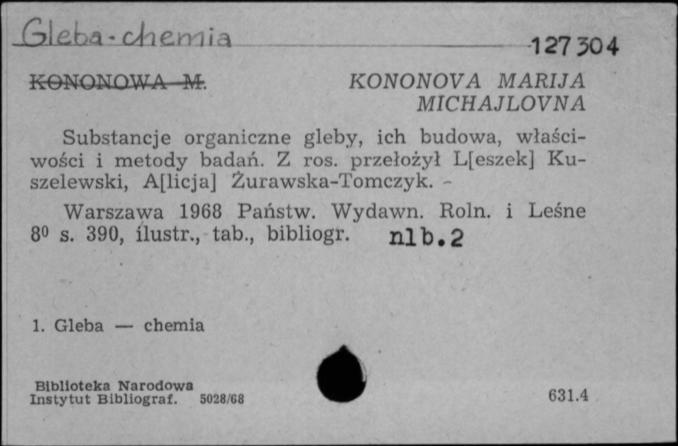 Gleba - chemia
127304
KONONOWA M. KONONOVA MARIJA
MICHAJLOVNA
Substancje organiczne gleby, ich budowa, właści-
wości i metody badań. Z ros. przełożył L[eszek] Ku-
szelewski, A[licja] Żurawska-Tomczyk. -
Warszawa 1968 Państw. Wydawn. Roln. i Leśne
8⁰ s. 390, ilustr., tab., bibliogr. nlb.2
1. Gleba — chemia
Biblioteka Narodowa
Instytut Bibliograf. 5028/68
631.4